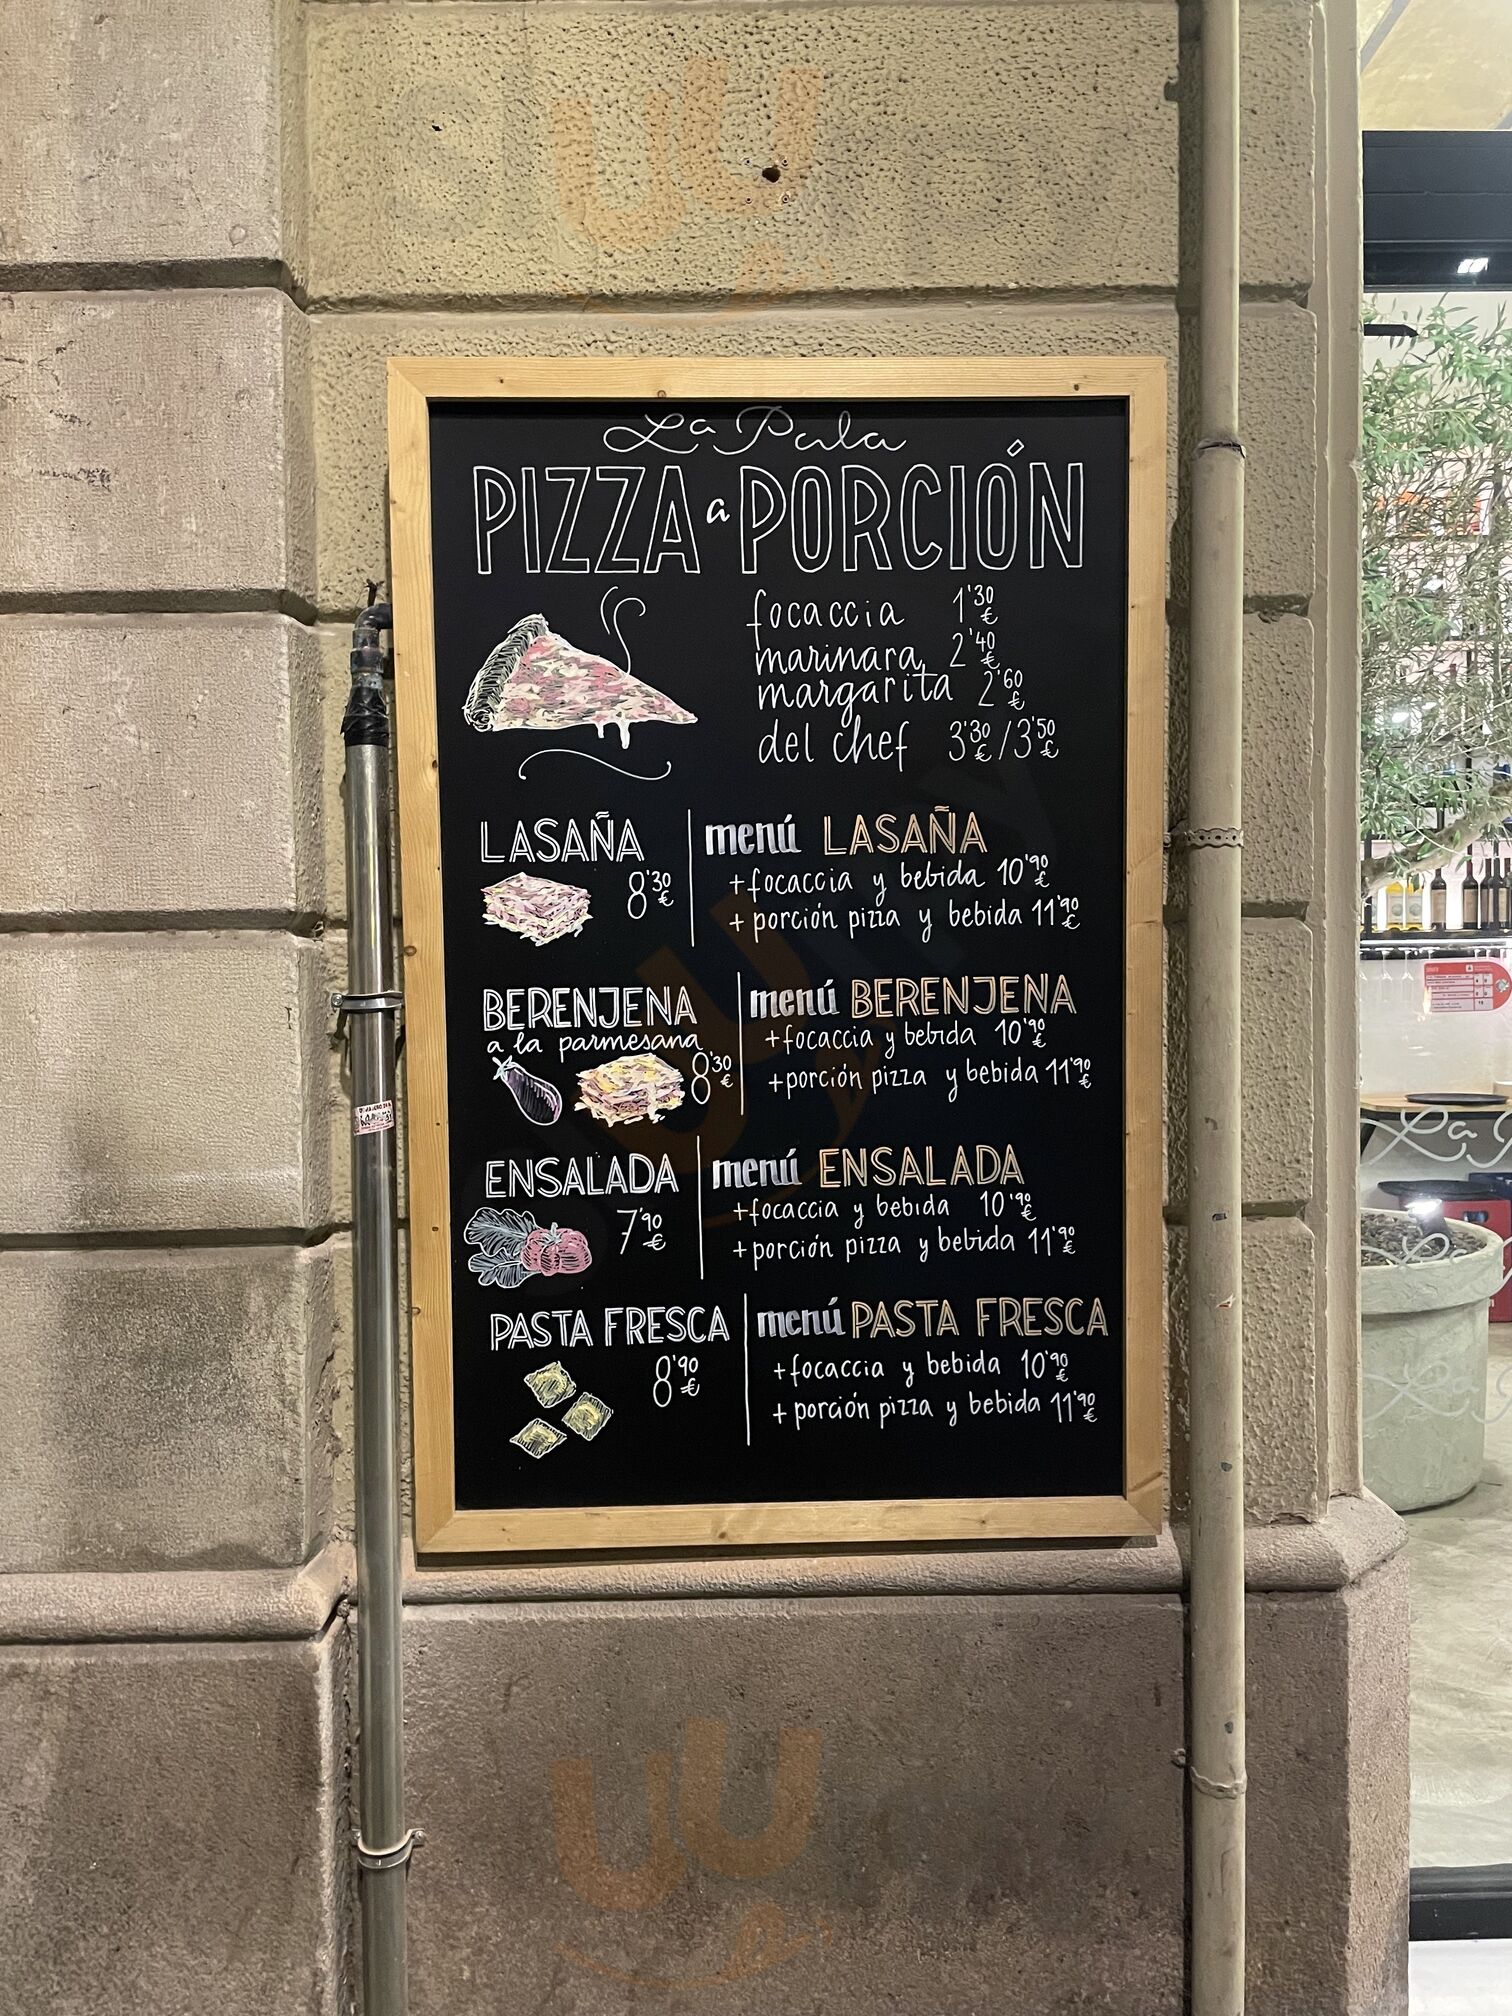 La Pala
PIZZA a PORCIÓN
focaccia 1'30 €
marinara 2'40 €
margarita 2'60 €
del chef 3'30 € / 3'50 €
LASAÑA
8'30 €
menú LASAÑA
+ focaccia y bebida 10'90 €
+ porción pizza y bebida 11'90 €
BERENJENA
a la parmesana
8'30 €
menú BERENJENA
+ focaccia y bebida 10'90 €
+ porción pizza y bebida 11'90 €
ENSALADA
7'90 €
menú ENSALADA
+ focaccia y bebida 10'90 €
+ porción pizza y bebida 11'90 €
PASTA FRESCA
8'90 €
menú PASTA FRESCA
+ focaccia y bebida 10'90 €
+ porción pizza y bebida 11'90 €
La